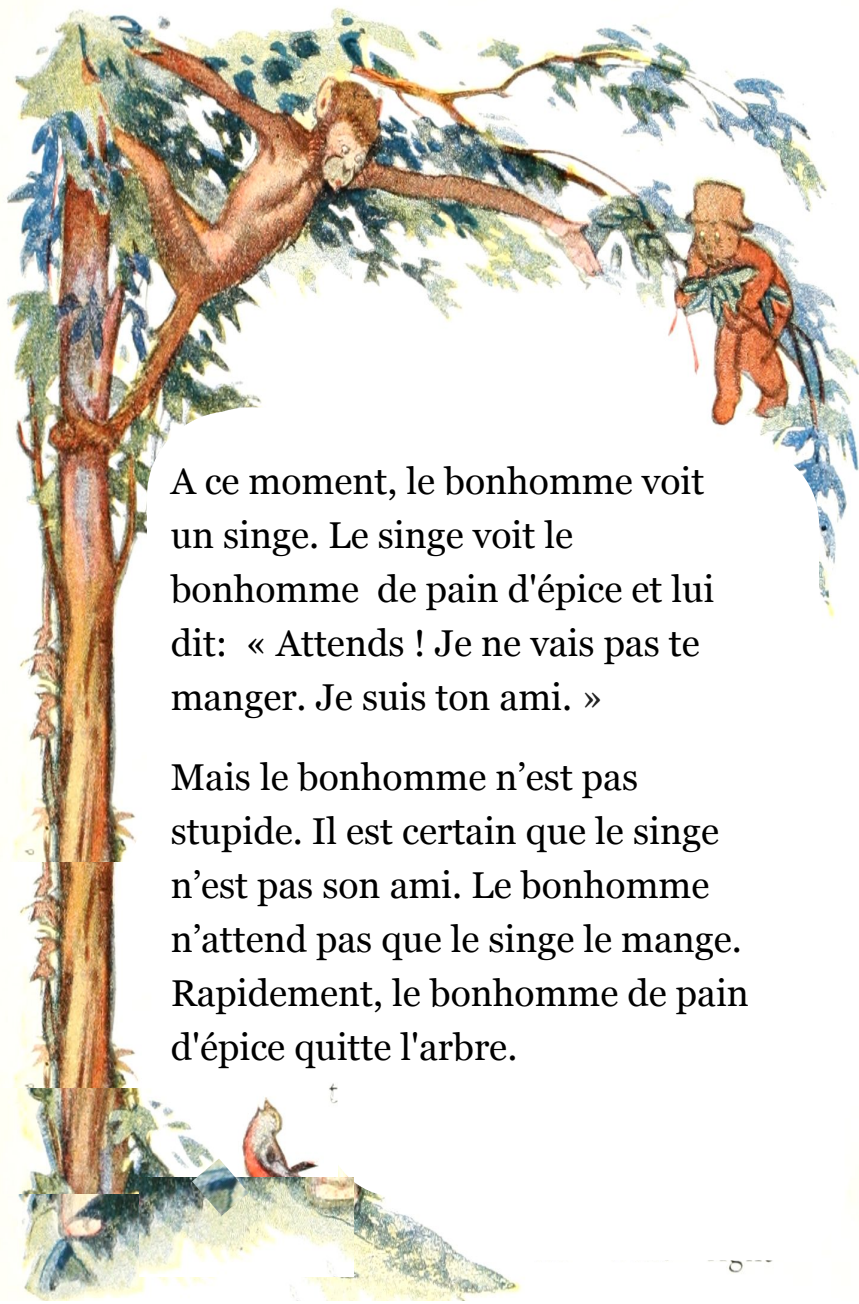 A ce moment, le bonhomme voit
un singe. Le singe voit le
bonhomme  de pain d'épice et lui
dit:  « Attends ! Je ne vais pas te
manger. Je suis ton ami. »
Mais le bonhomme n’est pas
stupide. Il est certain que le singe
n’est pas son ami. Le bonhomme
n’attend pas que le singe le mange.
Rapidement, le bonhomme de pain
d'épice quitte l'arbre.
t